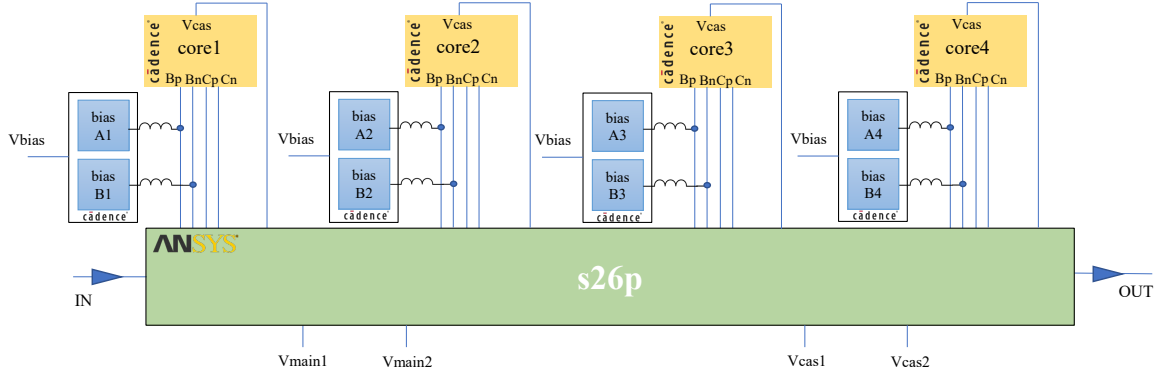 Vcas
core1
cādence
Bp Bn Cp Cn
bias
A1
Vbias
bias
B1
cādence
Vcas
core2
cādence
Bp Bn Cp Cn
bias
A2
Vbias
bias
B2
cādence
Vcas
core3
cādence
Bp Bn Cp Cn
bias
A3
Vbias
bias
B3
cādence
Vcas
core4
cādence
Bp Bn Cp Cn
bias
A4
Vbias
bias
B4
cādence
ANSYS
s26p
IN
OUT
Vmain1
Vmain2
Vcas1
Vcas2